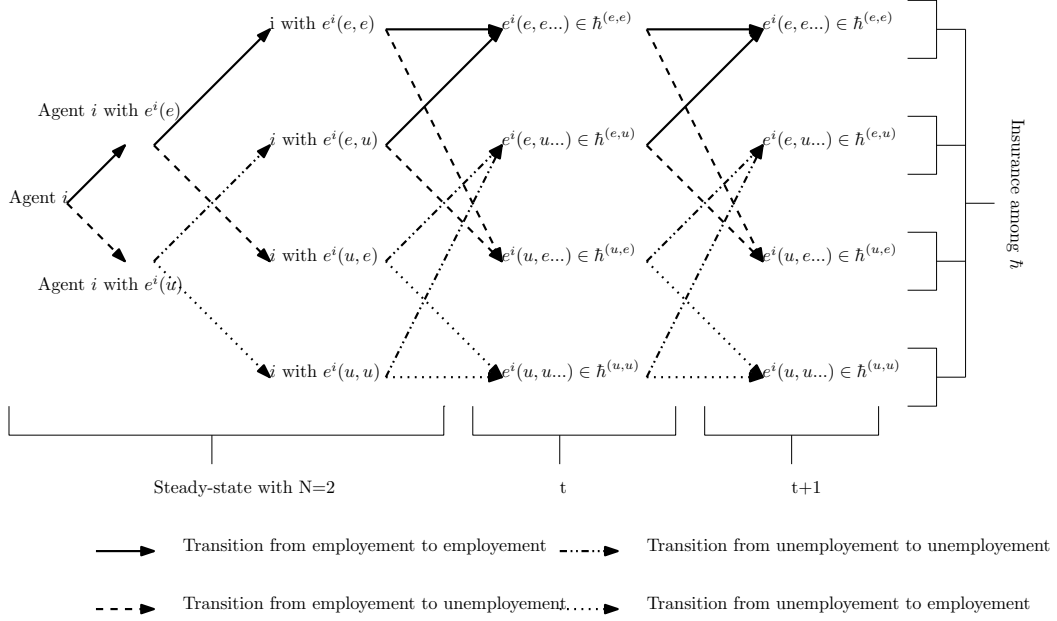 i with e^i(e, e)
e^i(e, e...) ∈ ħ^(e,e)
e^i(e, e...) ∈ ħ^(e,e)
Agent i with e^i(e)
i with e^i(e, u)
e^i(e, u...) ∈ ħ^(e,u)
e^i(e, u...) ∈ ħ^(e,u)
Agent i
Insurance among ħ
i with e^i(u, e)
e^i(u, e...) ∈ ħ^(u,e)
e^i(u, e...) ∈ ħ^(u,e)
Agent i with e^i(u)
i with e^i(u, u)
e^i(u, u...) ∈ ħ^(u,u)
e^i(u, u...) ∈ ħ^(u,u)
Steady-state with N=2
t
t+1
Transition from employement to employement
Transition from unemployement to unemployement
Transition from employement to unemployement
Transition from unemployement to employement